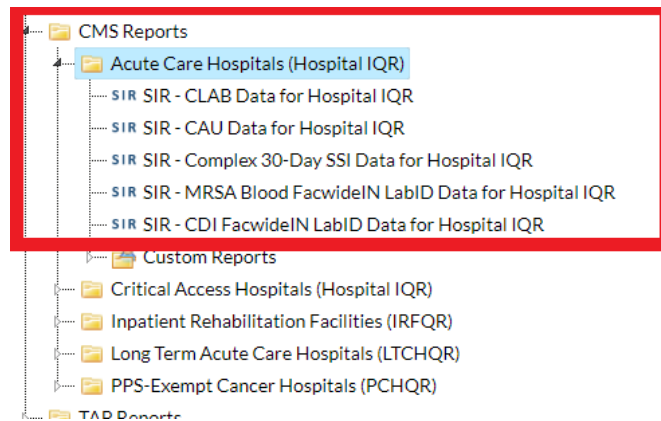 CMS Reports
Acute Care Hospitals (Hospital IQR)
SIR SIR - CLAB Data for Hospital IQR
SIR SIR - CAU Data for Hospital IQR
SIR SIR - Complex 30-Day SSI Data for Hospital IQR
SIR SIR - MRSA Blood FacwideIN LabID Data for Hospital IQR
SIR SIR - CDI FacwideIN LabID Data for Hospital IQR
Custom Reports
Critical Access Hospitals (Hospital IQR)
Inpatient Rehabilitation Facilities (IRFQR)
Long Term Acute Care Hospitals (LTCHQR)
PPS-Exempt Cancer Hospitals (PCHQR)
TAP Reports